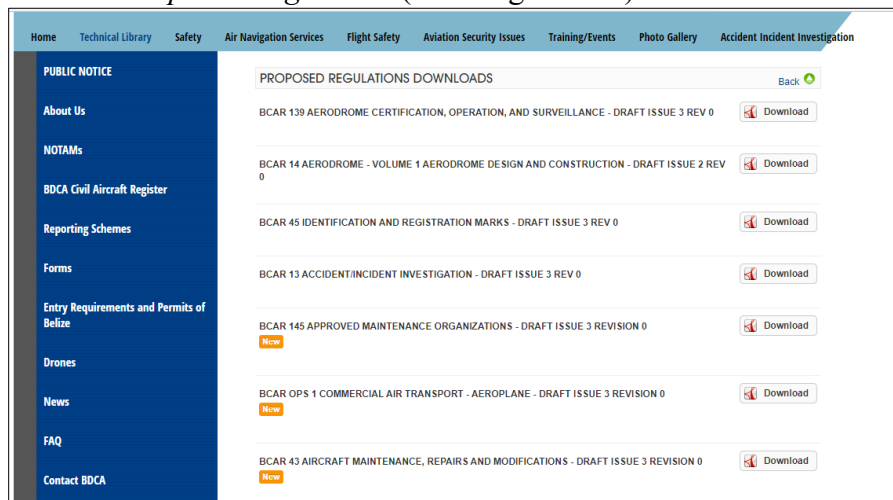 Home Technical Library Safety Air Navigation Services Flight Safety Aviation Security Issues Training/Events Photo Gallery Accident Incident Investigation
PUBLIC NOTICE
About Us
NOTAMs
BDCA Civil Aircraft Register
Reporting Schemes
Forms
Entry Requirements and Permits of
Belize
Drones
News
FAQ
Contact BDCA
PROPOSED REGULATIONS DOWNLOADS
Back
BCAR 139 AERODROME CERTIFICATION, OPERATION, AND SURVEILLANCE - DRAFT ISSUE 3 REV 0
Download
BCAR 14 AERODROME - VOLUME 1 AERODROME DESIGN AND CONSTRUCTION - DRAFT ISSUE 2 REV
0
Download
BCAR 45 IDENTIFICATION AND REGISTRATION MARKS - DRAFT ISSUE 3 REV 0
Download
BCAR 13 ACCIDENT/INCIDENT INVESTIGATION - DRAFT ISSUE 3 REV 0
Download
BCAR 145 APPROVED MAINTENANCE ORGANIZATIONS - DRAFT ISSUE 3 REVISION 0
New
Download
BCAR OPS 1 COMMERCIAL AIR TRANSPORT - AEROPLANE - DRAFT ISSUE 3 REVISION 0
New
Download
BCAR 43 AIRCRAFT MAINTENANCE, REPAIRS AND MODIFICATIONS - DRAFT ISSUE 3 REVISION 0
New
Download